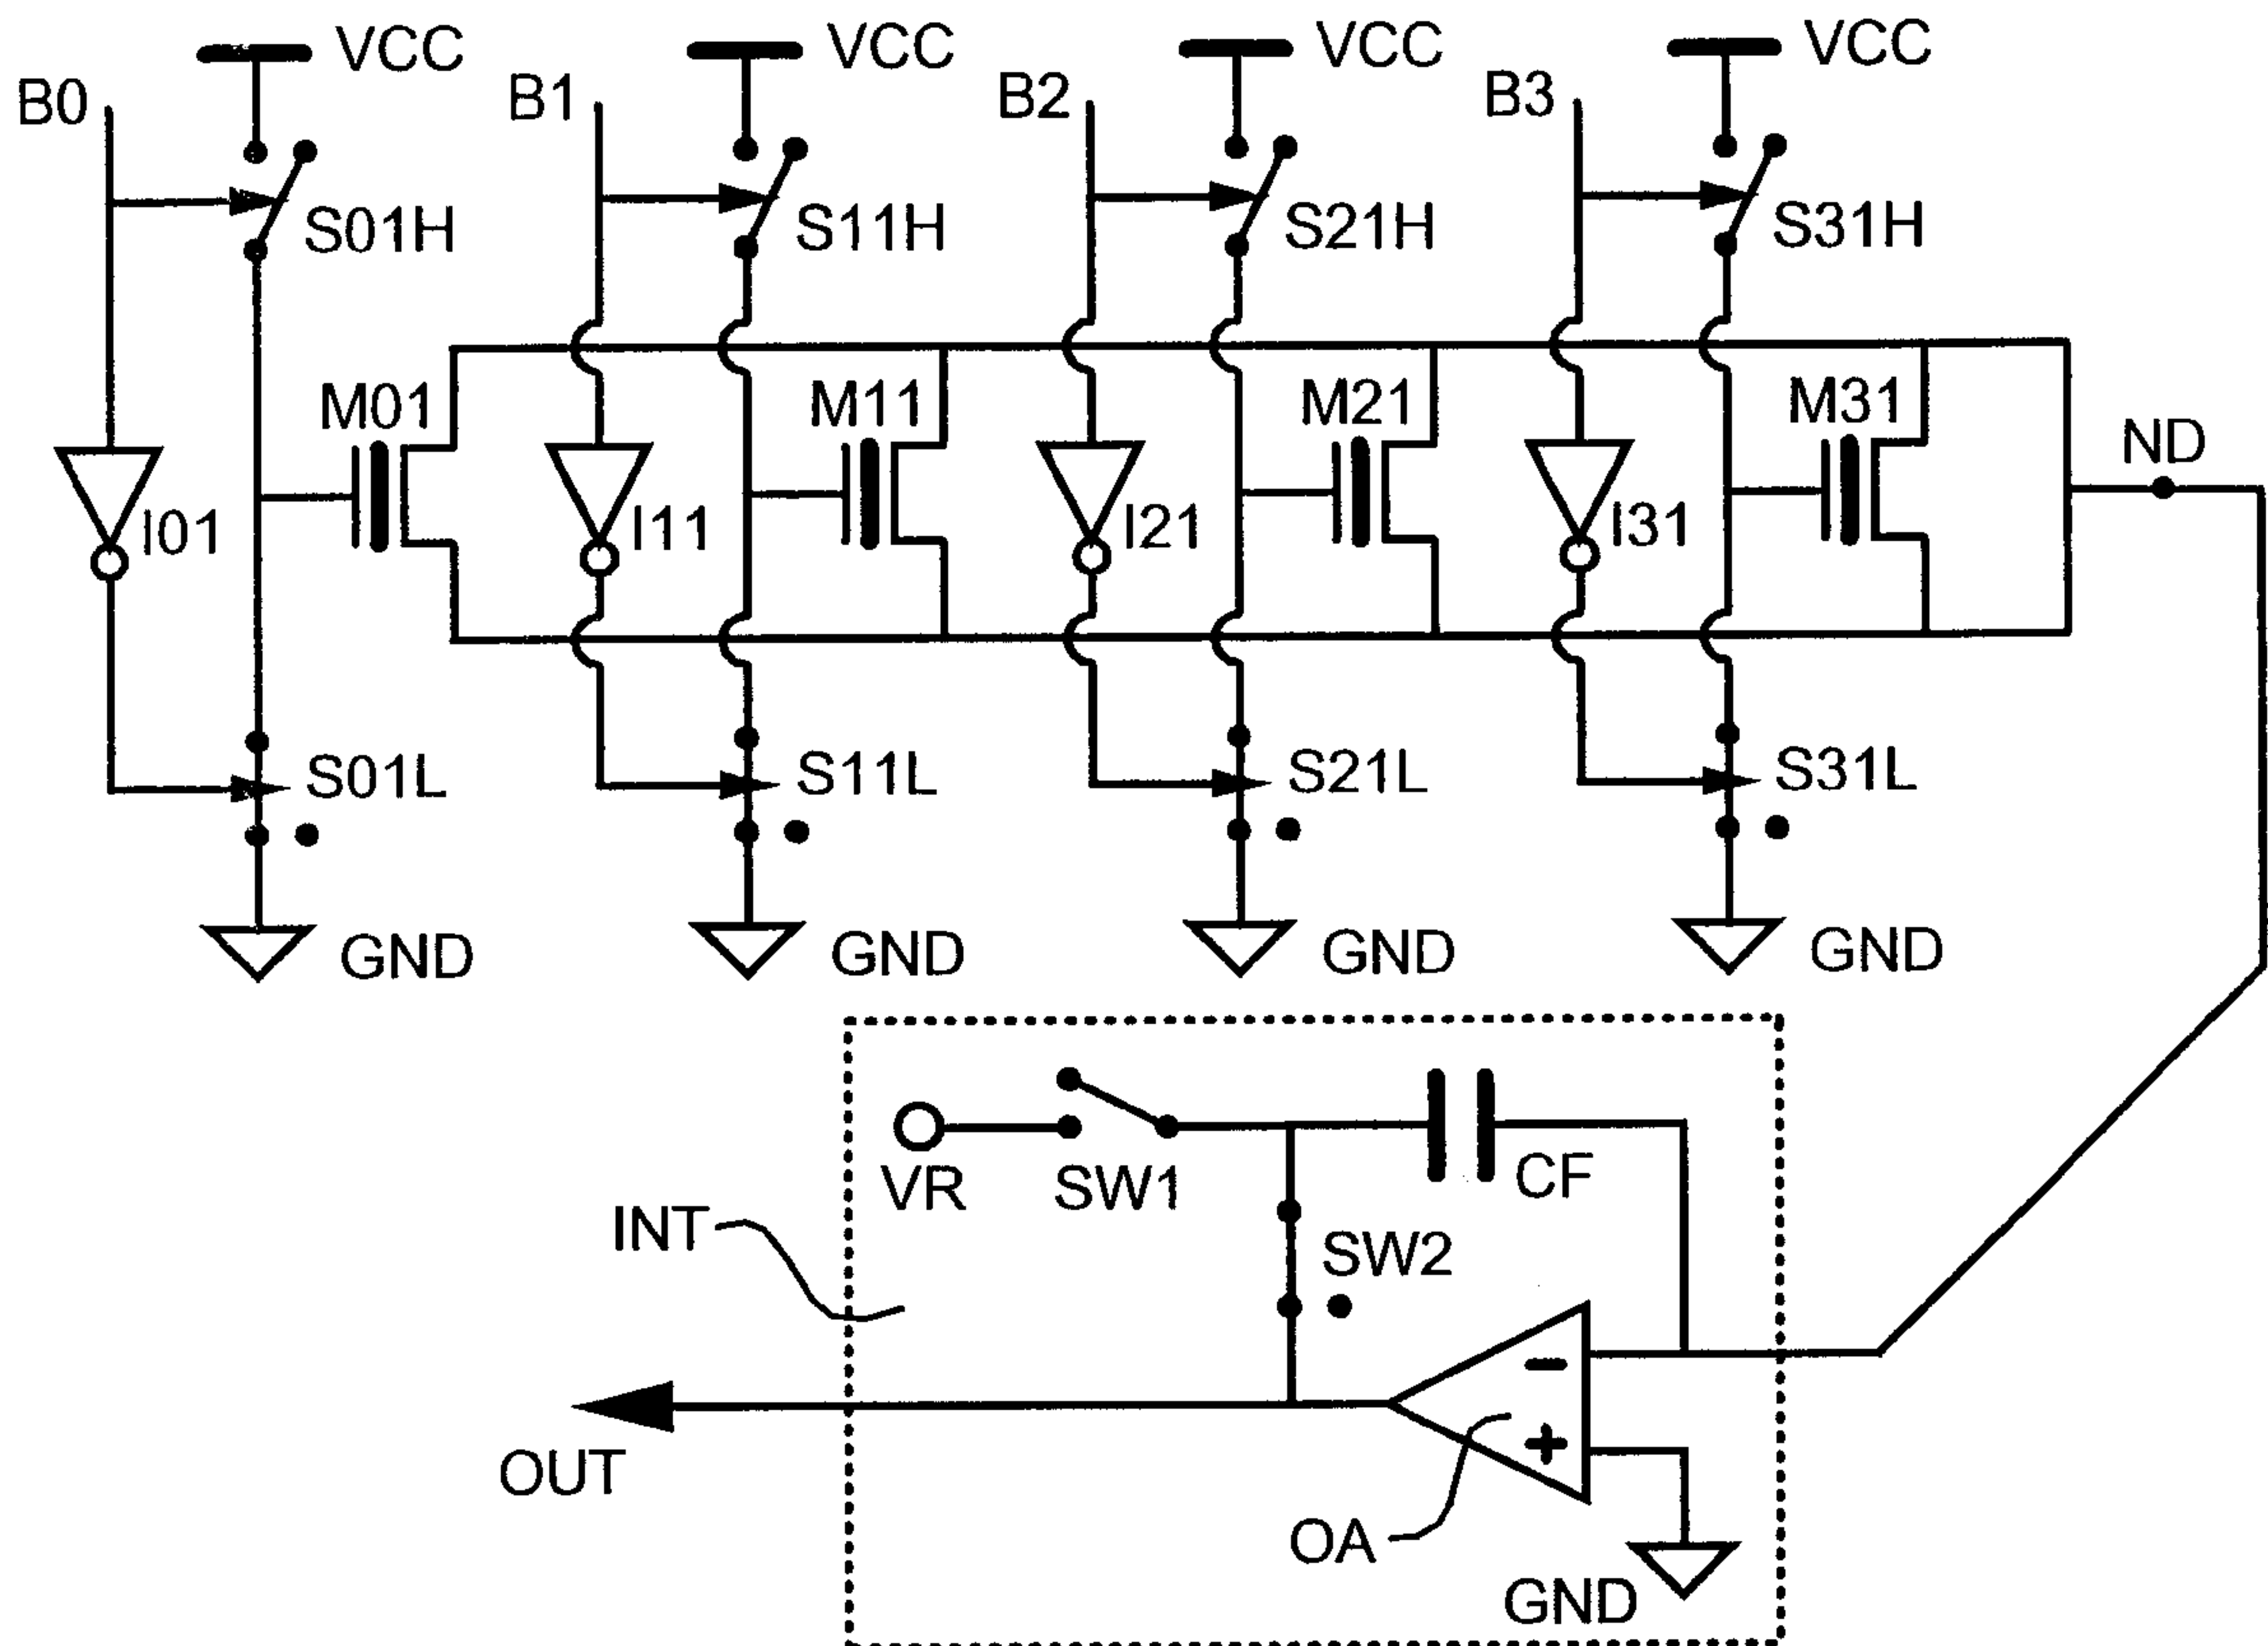 B0 VCC B1 VCC B2 VCC B3 VCC
S01H S11H S21H S31H
M01 M11 M21 M31
ND
I01 I11 I21 I31
S01L S11L S21L S31L
GND GND GND GND
VR SW1 CF
INT
SW2
-
+
OUT
OA
GND